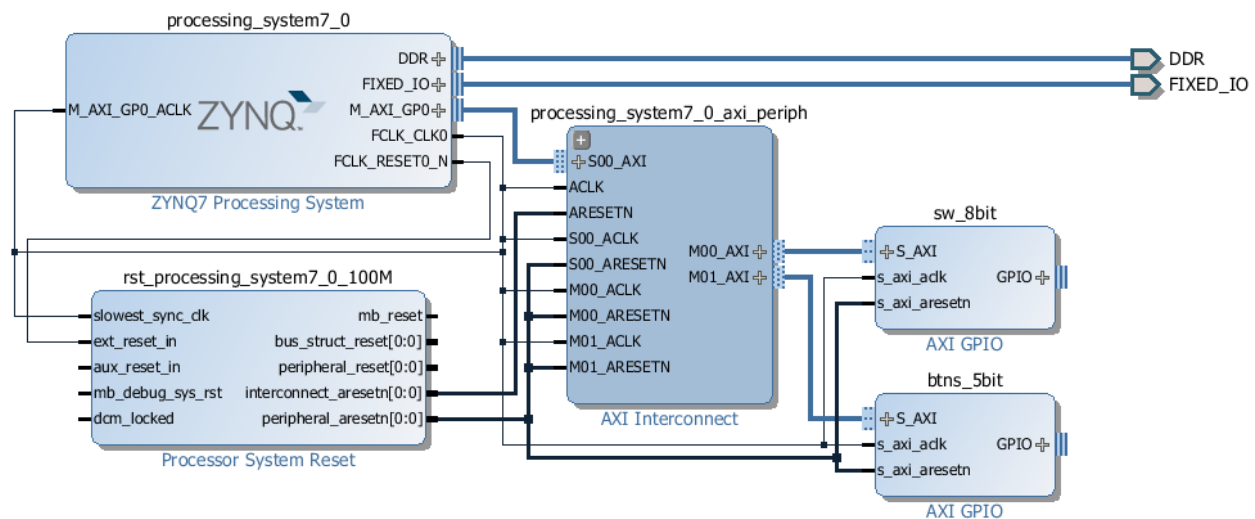 processing_system7_0
DDR
FIXED_IO
M_AXI_GP0
FCLK_CLK0
FCLK_RESET0_N
M_AXI_GP0_ACLK
ZYNQ
ZYNQ7 Processing System
DDR
FIXED_IO
processing_system7_0_axi_periph
S00_AXI
ACLK
ARESETN
S00_ACLK
S00_ARESETN
M00_ACLK
M00_ARESETN
M01_ACLK
M01_ARESETN
M00_AXI
M01_AXI
AXI Interconnect
rst_processing_system7_0_100M
slowest_sync_clk
ext_reset_in
aux_reset_in
mb_debug_sys_rst
dcm_locked
mb_reset
bus_struct_reset[0:0]
peripheral_reset[0:0]
interconnect_aresetn[0:0]
peripheral_aresetn[0:0]
Processor System Reset
sw_8bit
S_AXI
s_axi_aclk
s_axi_aresetn
GPIO
AXI GPIO
btns_5bit
S_AXI
s_axi_aclk
s_axi_aresetn
GPIO
AXI GPIO